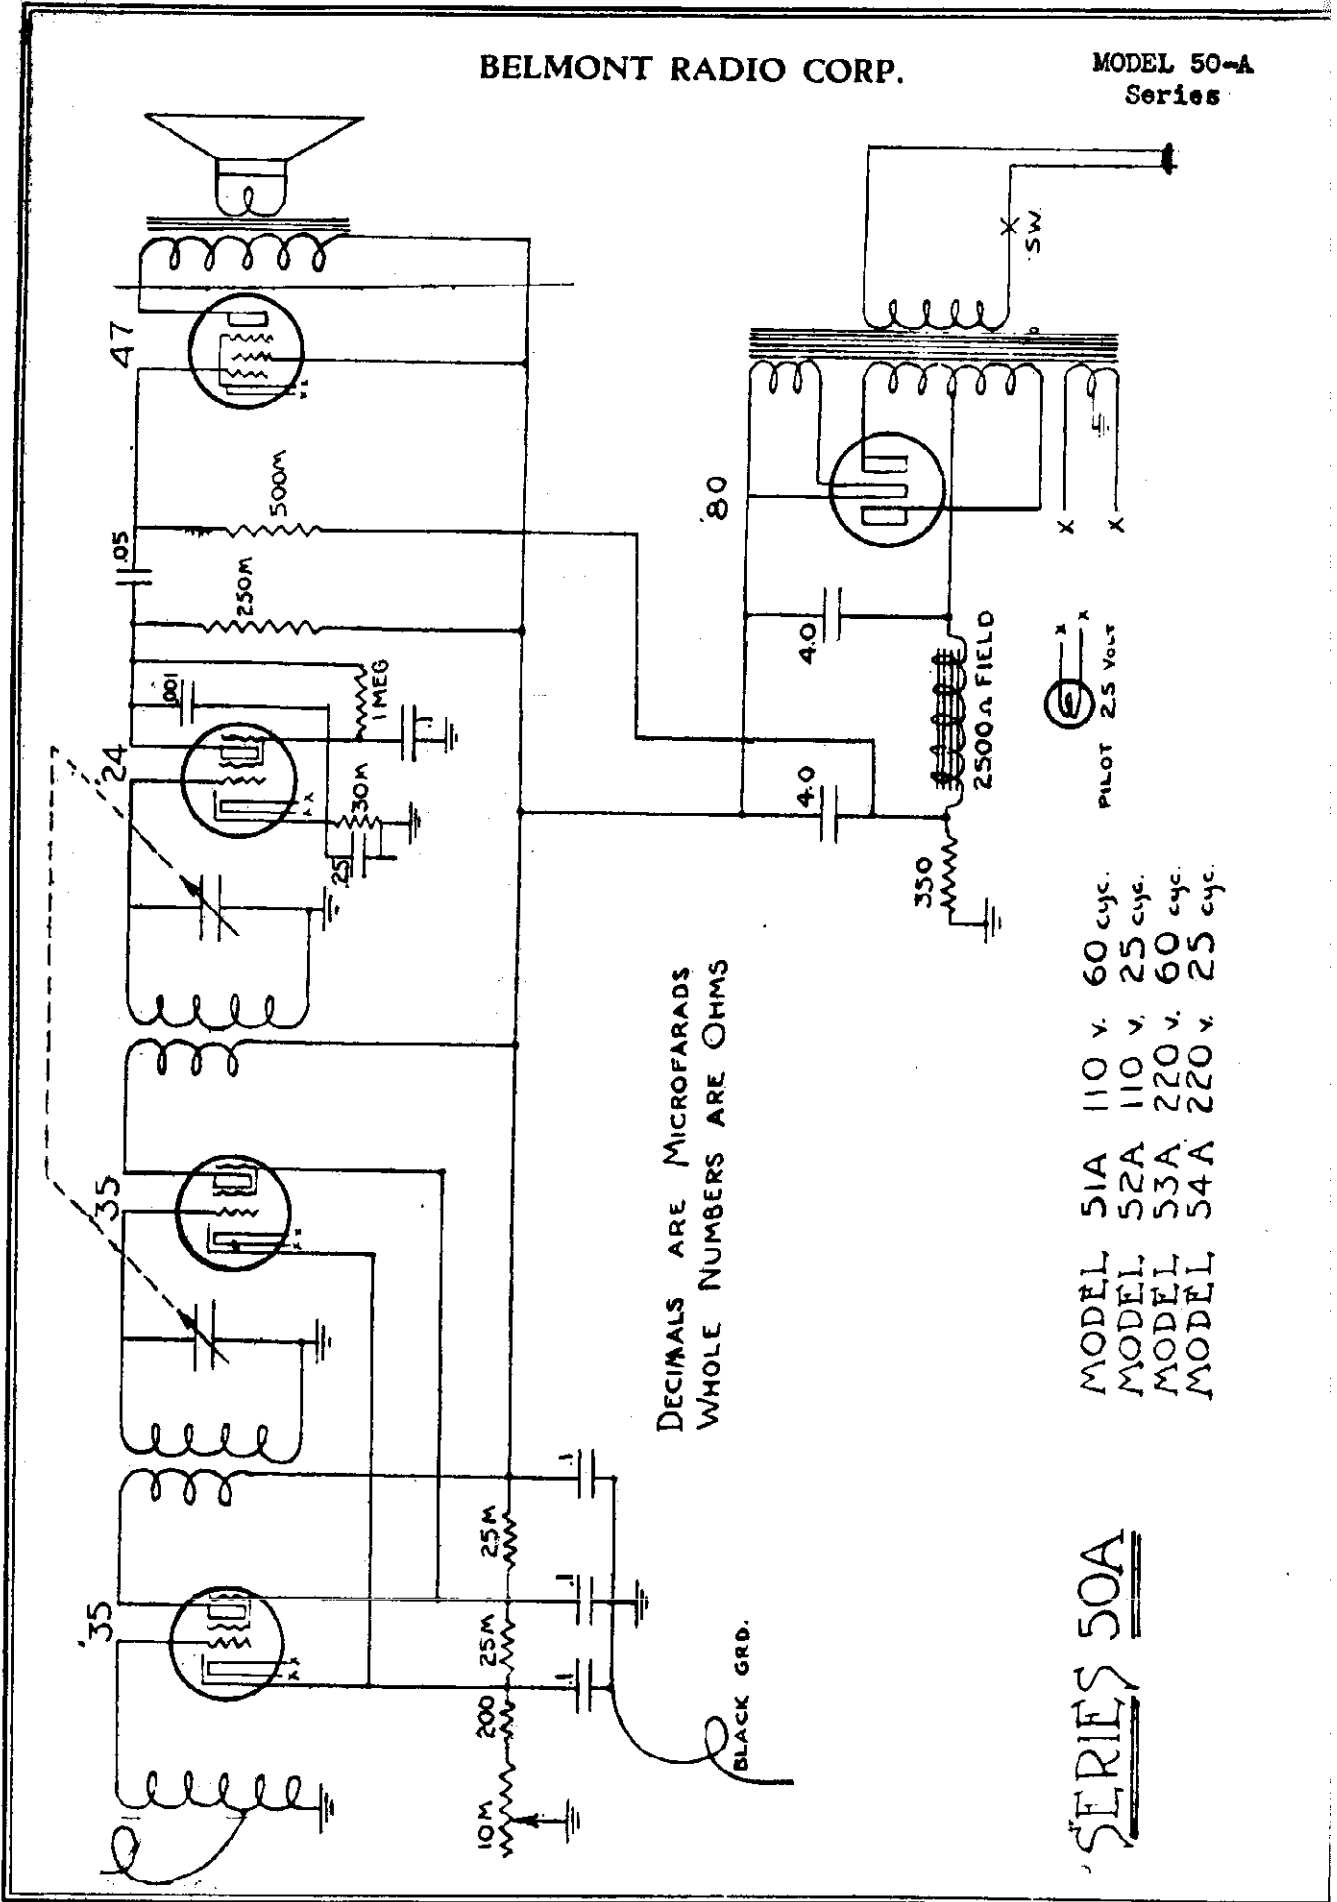 BELMONT RADIO CORP.
MODEL 50-A
Series
'35
'35
'24
47
'80
10M
200
25M
25M
.1
.1
.1
BLACK GRD.
.25
30M
.001
1 MEG
.1
250M
.05
500M
4.0
4.0
350
2500Ω FIELD
SW.
x x
x x
x x
x x
X
X
x
x
PILOT 2.5 VOLT
DECIMALS ARE MICROFARADS
WHOLE NUMBERS ARE OHMS
SERIES 50A
MODEL 51A 110 v. 60 cyc.
MODEL 52A 110 v. 25 cyc.
MODEL 53A 220 v. 60 cyc.
MODEL 54A 220 v. 25 cyc.